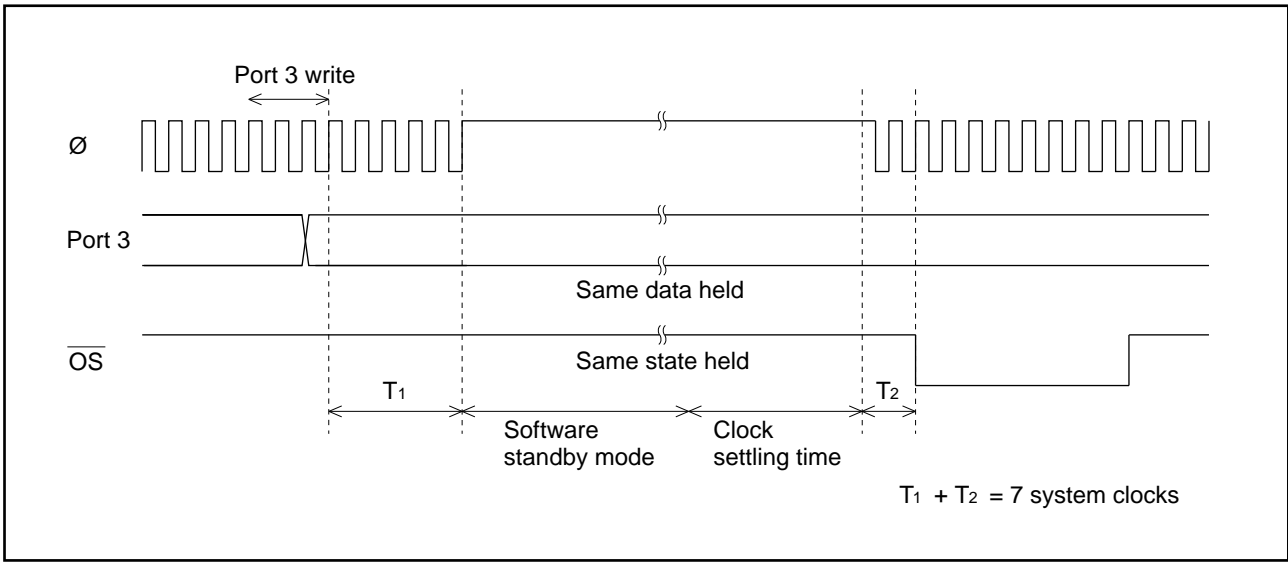 Port 3 write
Ø
Port 3
Same data held
OS
Same state held
T1
T2
Software
standby mode
Clock
settling time
T1 + T2 = 7 system clocks